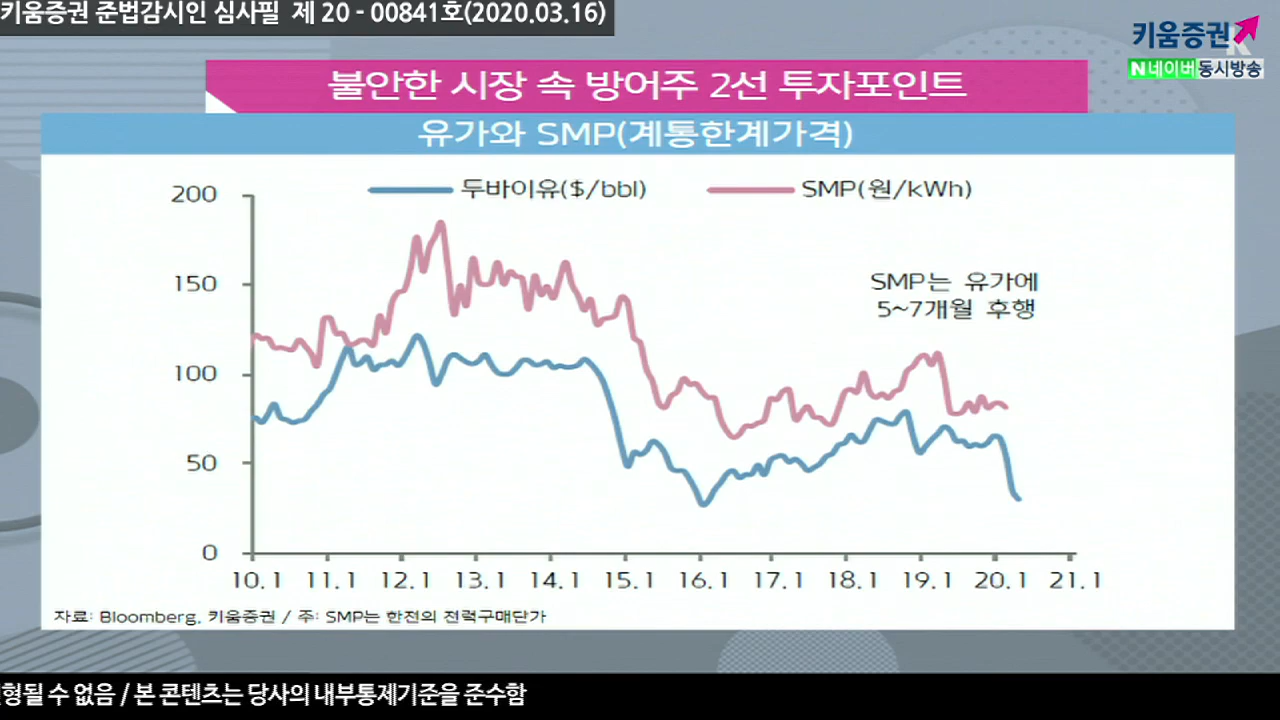 키움증권 준법감시인 심사필 제 20 - 00841호(2020.03.16)
키움증권
K
N네이버 동시방송
불안한 시장 속 방어주 2선 투자포인트
유가와 SMP(계통한계가격)
두바이유($/bbl) SMP(원/kWh)
SMP는 유가에
5~7개월 후행
200
150
100
50
0
10.1 11.1 12.1 13.1 14.1 15.1 16.1 17.1 18.1 19.1 20.1 21.1
자료: Bloomberg, 키움증권 / 주: SMP는 한전의 전력구매단가
형될 수 없음 / 본 콘텐츠는 당사의 내부통제기준을 준수함